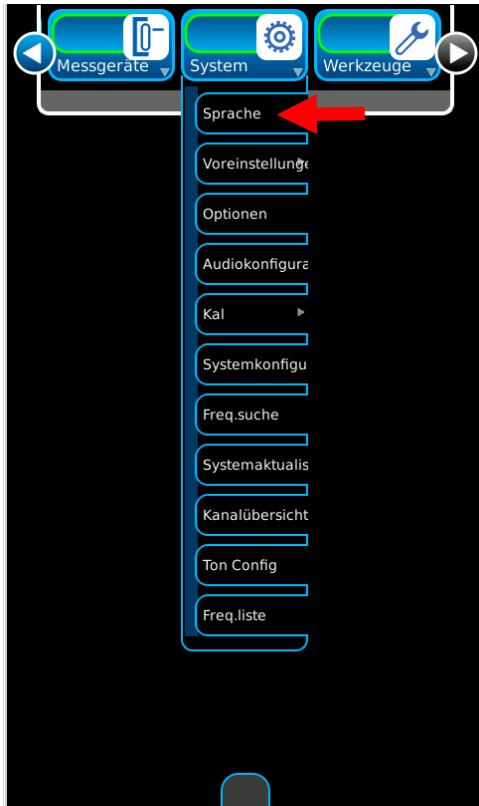 Messgeräte
System
Werkzeuge
Sprache
Voreinstellunge
Optionen
Audiokonfigura
Kal
Systemkonfigu
Freq.suche
Systemaktualis
Kanalübersicht
Ton Config
Freq.liste